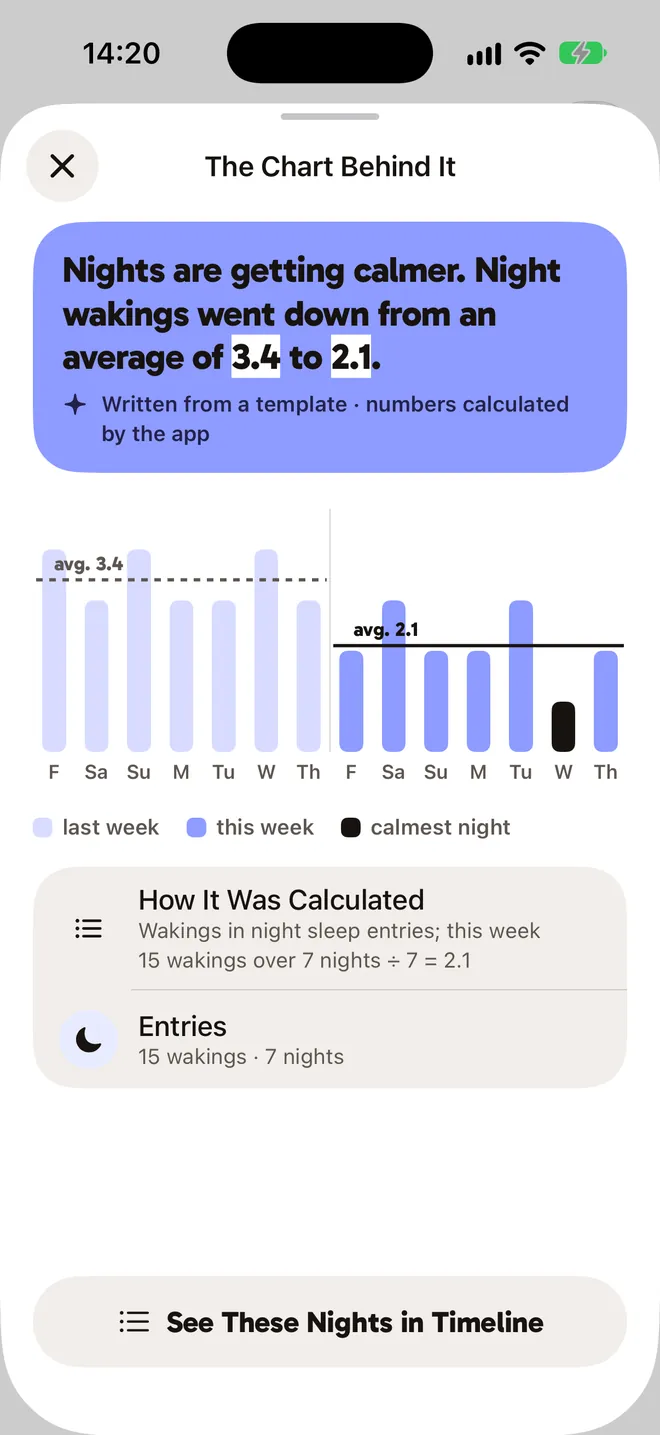 14:20
The Chart Behind It
Nights are getting calmer. Night
wakings went down from an
average of 3.4 to 2.1.
Written from a template · numbers calculated
by the app
avg. 3.4
avg. 2.1
F Sa Su M Tu W Th F Sa Su M Tu W Th
last week this week calmest night
How It Was Calculated
Wakings in night sleep entries; this week
15 wakings over 7 nights ÷ 7 = 2.1
Entries
15 wakings · 7 nights
See These Nights in Timeline